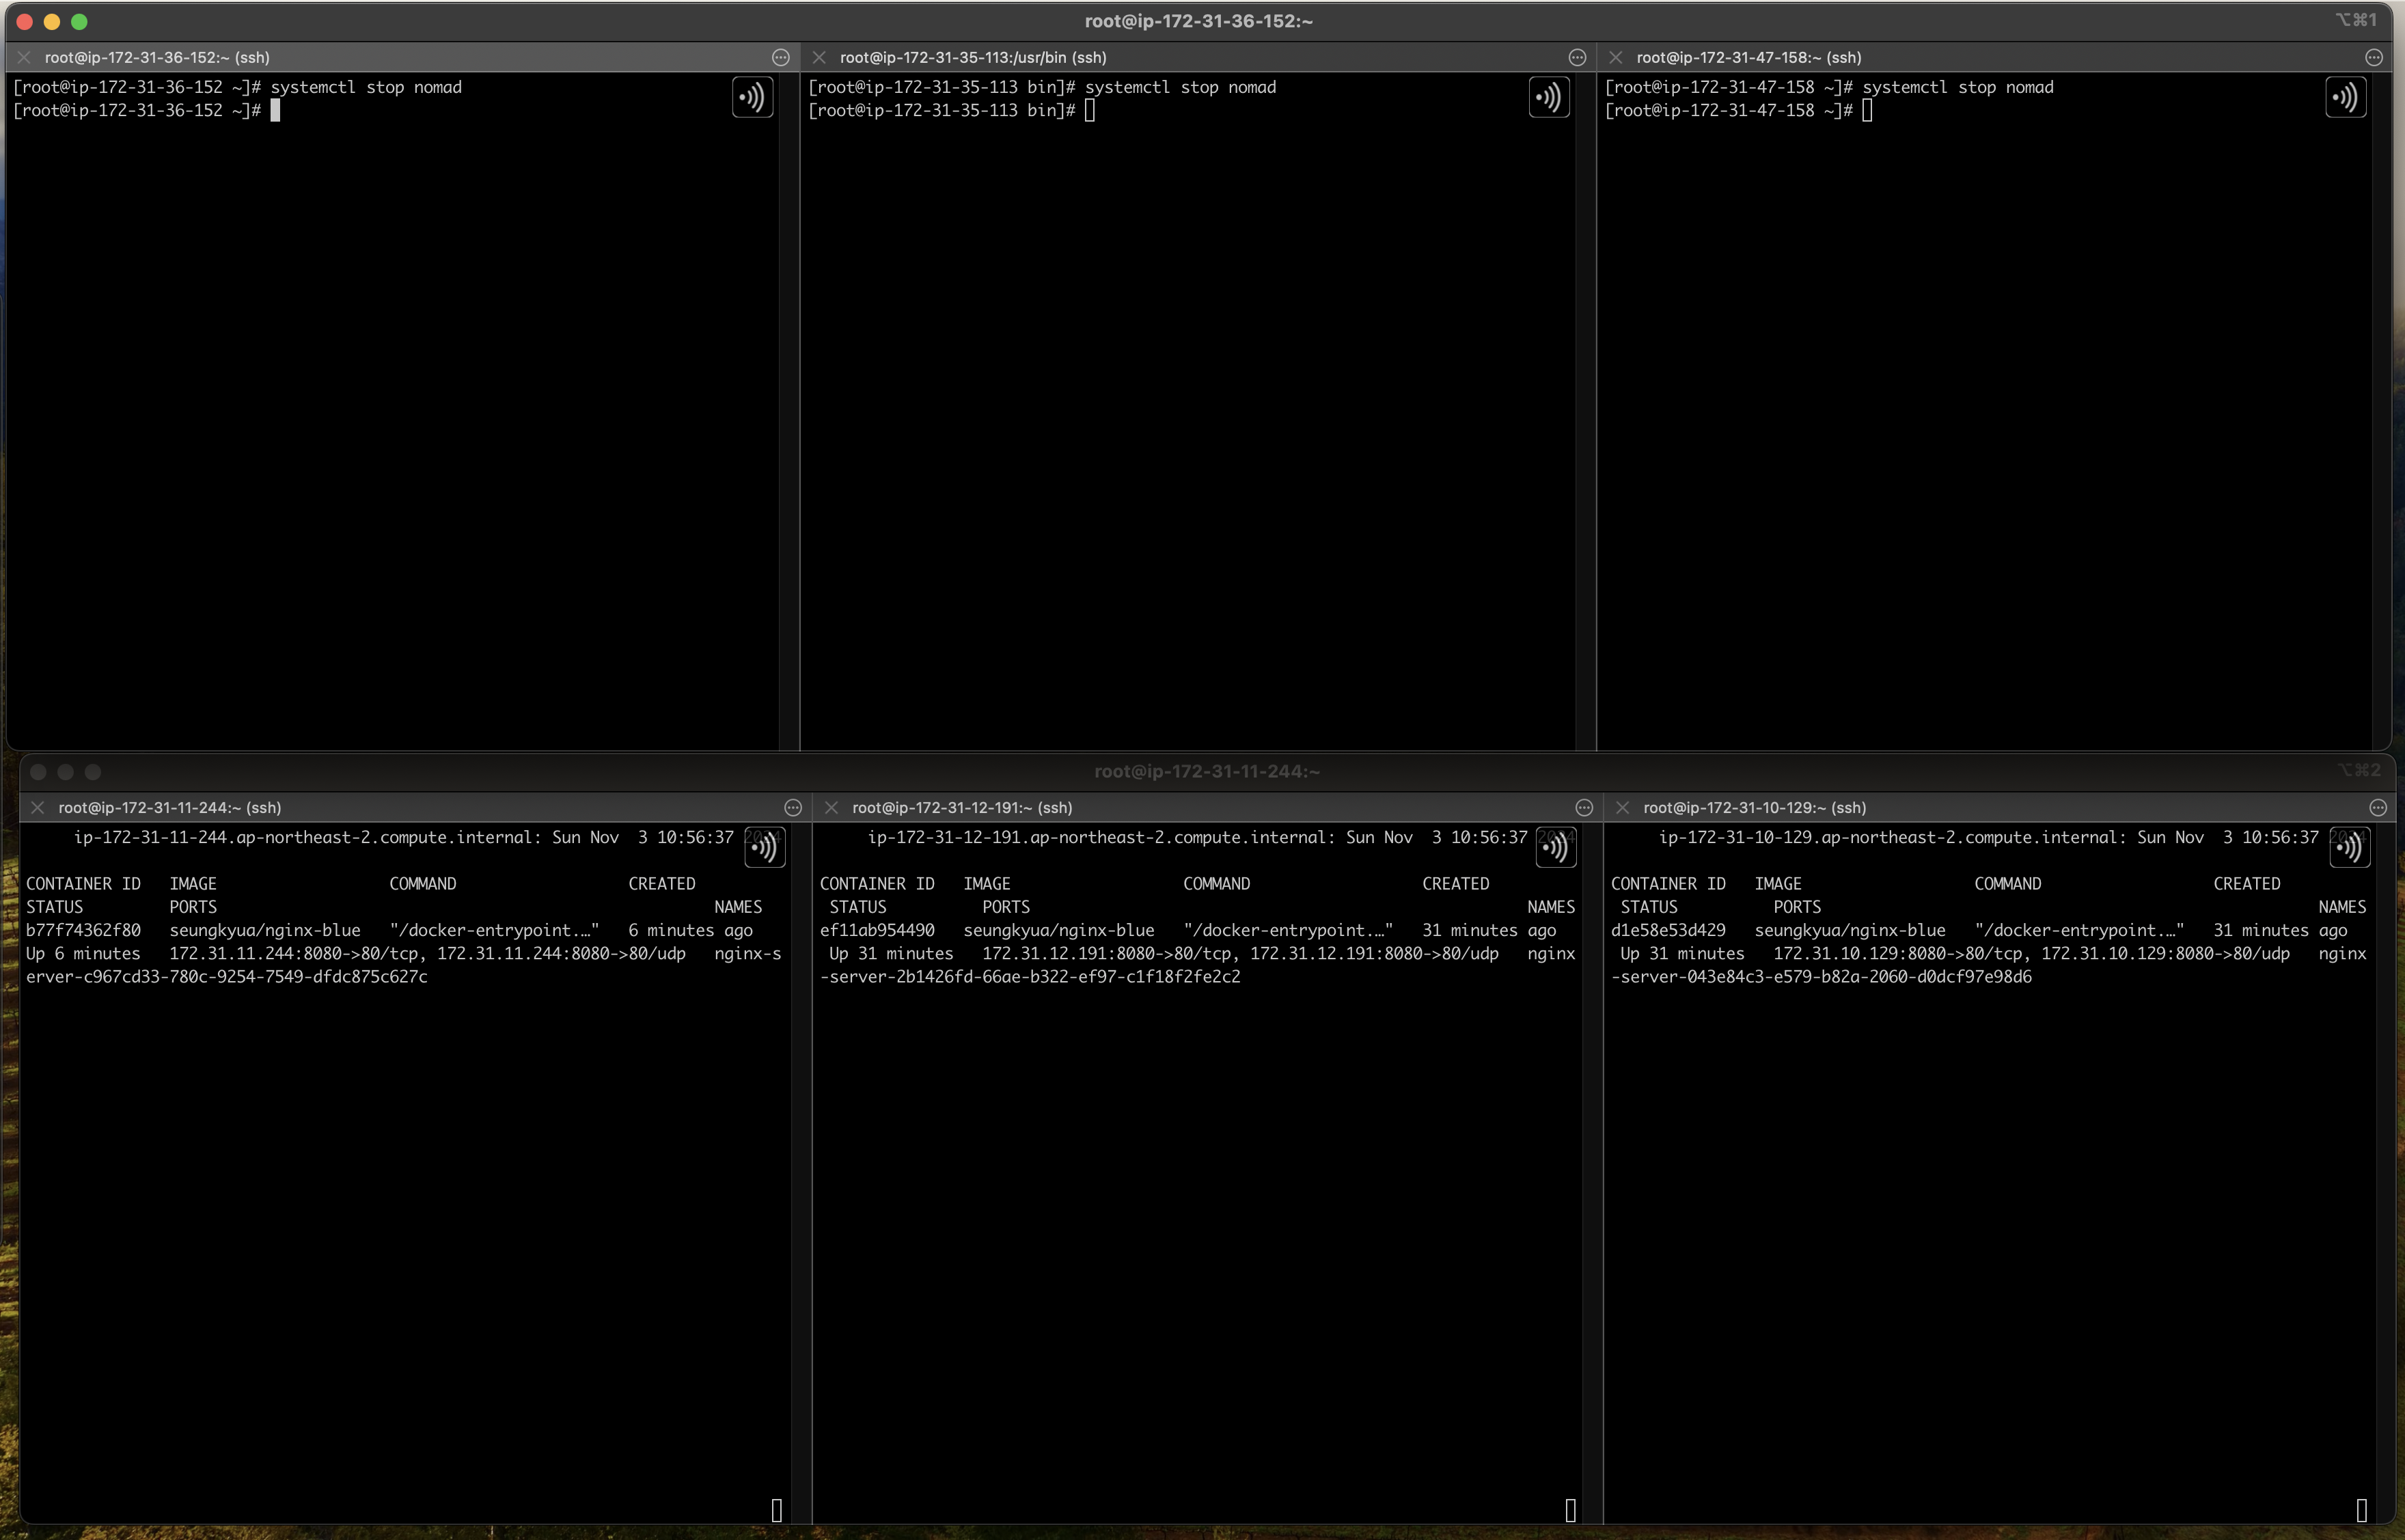 root@ip-172-31-36-152:~
⌥⌘1
root@ip-172-31-36-152:~ (ssh)
root@ip-172-31-35-113:/usr/bin (ssh)
root@ip-172-31-47-158:~ (ssh)
[root@ip-172-31-36-152 ~]# systemctl stop nomad
[root@ip-172-31-36-152 ~]#
[root@ip-172-31-35-113 bin]# systemctl stop nomad
[root@ip-172-31-35-113 bin]#
[root@ip-172-31-47-158 ~]# systemctl stop nomad
[root@ip-172-31-47-158 ~]#
root@ip-172-31-11-244:~
⌥⌘2
root@ip-172-31-11-244:~ (ssh)
root@ip-172-31-12-191:~ (ssh)
root@ip-172-31-10-129:~ (ssh)
ip-172-31-11-244.ap-northeast-2.compute.internal: Sun Nov  3 10:56:37
CONTAINER ID   IMAGE                  COMMAND                  CREATED
STATUS         PORTS                                                    NAMES
b77f74362f80   seungkyua/nginx-blue   "/docker-entrypoint.…"   6 minutes ago
Up 6 minutes   172.31.11.244:8080->80/tcp, 172.31.11.244:8080->80/udp   nginx-s
erver-c967cd33-780c-9254-7549-dfdc875c627c
ip-172-31-12-191.ap-northeast-2.compute.internal: Sun Nov  3 10:56:37
CONTAINER ID   IMAGE                  COMMAND                  CREATED
STATUS          PORTS                                                    NAMES
ef11ab954490   seungkyua/nginx-blue   "/docker-entrypoint.…"   31 minutes ago
Up 31 minutes   172.31.12.191:8080->80/tcp, 172.31.12.191:8080->80/udp   nginx
-server-2b1426fd-66ae-b322-ef97-c1f18f2fe2c2
ip-172-31-10-129.ap-northeast-2.compute.internal: Sun Nov  3 10:56:37
CONTAINER ID   IMAGE                  COMMAND                  CREATED
STATUS          PORTS                                                    NAMES
d1e58e53d429   seungkyua/nginx-blue   "/docker-entrypoint.…"   31 minutes ago
Up 31 minutes   172.31.10.129:8080->80/tcp, 172.31.10.129:8080->80/udp   nginx
-server-043e84c3-e579-b82a-2060-d0dcf97e98d6